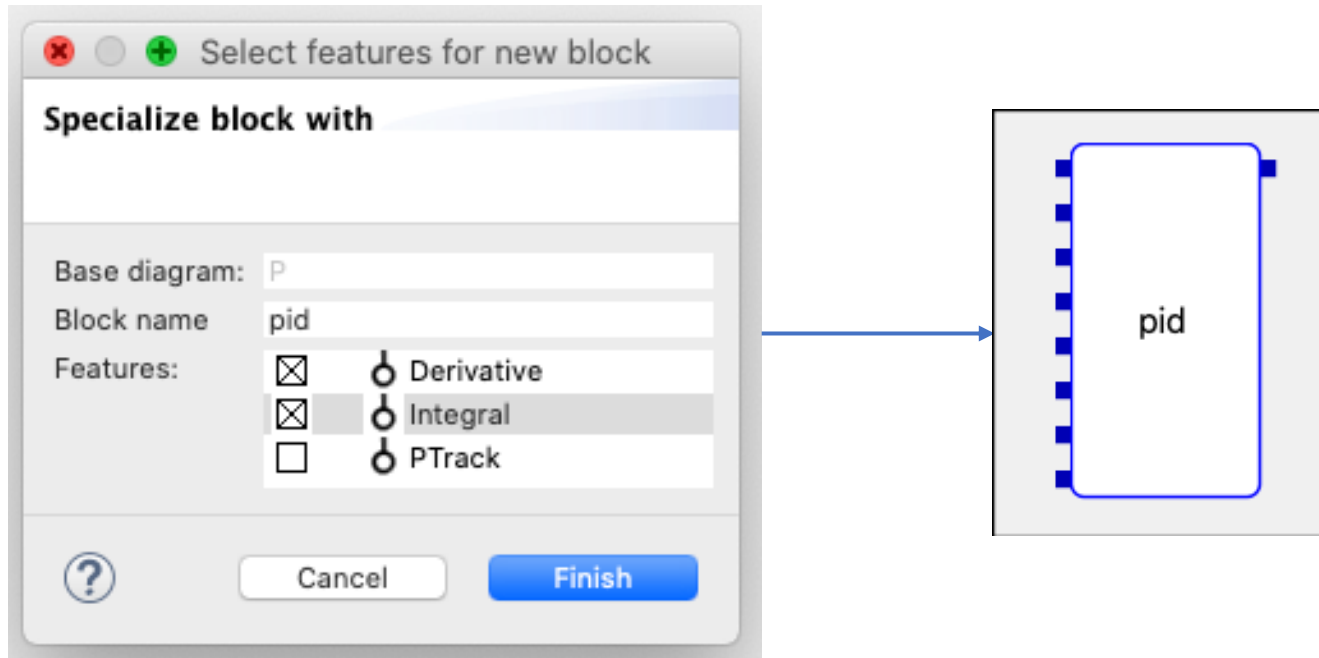 Select features for new block
Specialize block with
Base diagram: P
Block name pid
Features:
Derivative
Integral
PTrack
? Cancel Finish
pid